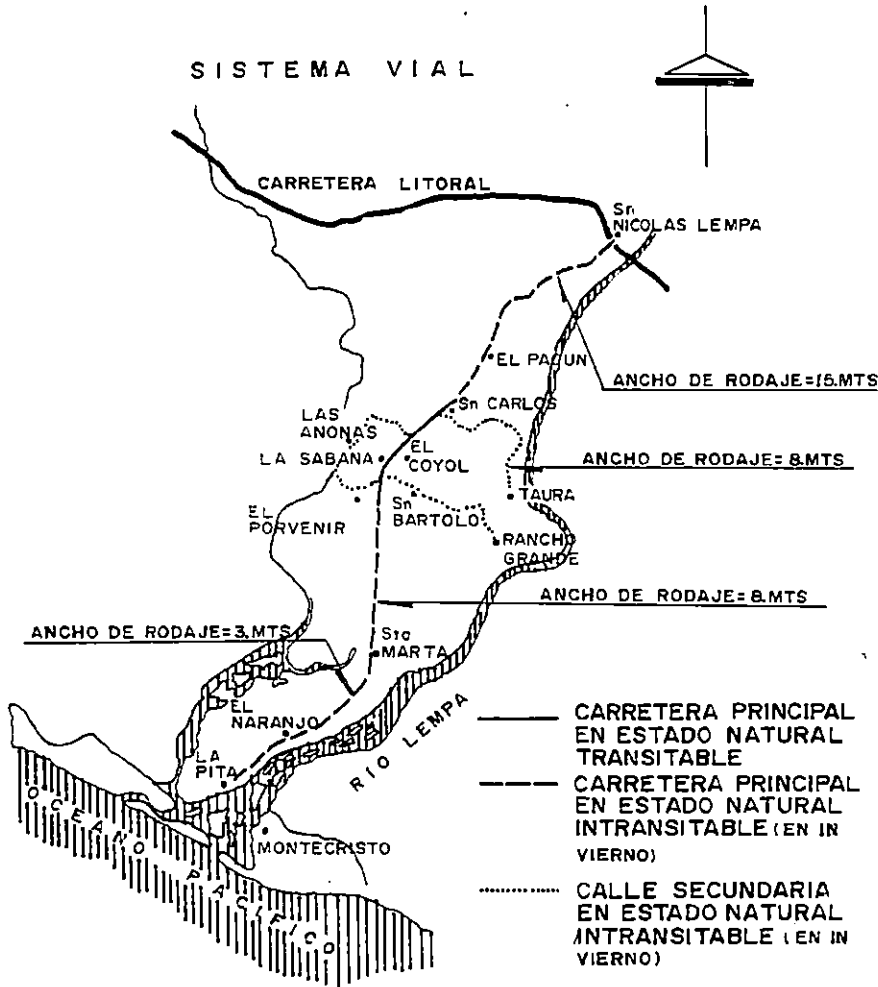 SISTEMA VIAL
CARRETERA LITORAL
Sn
NICOLAS LEMPA
EL PACUN
ANCHO DE RODAJE=15.MTS
Sn CARLOS
LAS
ANONAS
LA SABANA
EL
COYOL
ANCHO DE RODAJE=8.MTS
TAURA
EL
PORVENIR
Sn
BARTOLO
RANCHO
GRANDE
ANCHO DE RODAJE=8.MTS
ANCHO DE RODAJE=3.MTS
Sta
MARTA
EL
NARANJO
LA
PITA
RIO LEMPA
MONTECRISTO
OCEANO PACIFICO
CARRETERA PRINCIPAL
EN ESTADO NATURAL
TRANSITABLE
CARRETERA PRINCIPAL
EN ESTADO NATURAL
INTRANSITABLE (EN IN
VIERNO)
CALLE SECUNDARIA
EN ESTADO NATURAL
INTRANSITABLE (EN IN
VIERNO)